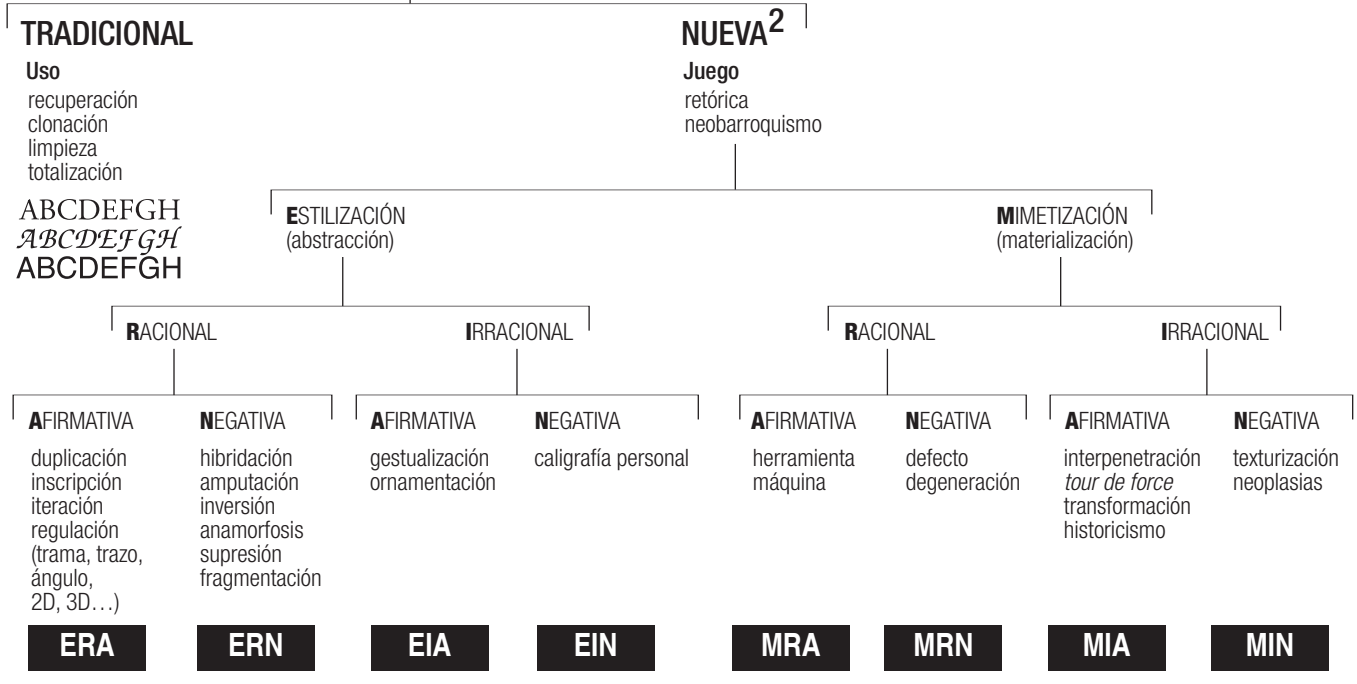 TRADICIONAL
Uso
recuperación
clonación
limpieza
totalización
ABCDEFGH
ABCDEFGH
ABCDEFGH
NUEVA2
Juego
retórica
neobarroquismo
ESTILIZACIÓN
(abstracción)
MIMETIZACIÓN
(materialización)
RACIONAL
IRRACIONAL
RACIONAL
IRRACIONAL
AFIRMATIVA
duplicación
inscripción
iteración
regulación
(trama, trazo,
ángulo,
2D, 3D…)
NEGATIVA
hibridación
amputación
inversión
anamorfosis
supresión
fragmentación
AFIRMATIVA
gestualización
ornamentación
NEGATIVA
caligrafía personal
AFIRMATIVA
herramienta
máquina
NEGATIVA
defecto
degeneración
AFIRMATIVA
interpenetración
tour de force
transformación
historicismo
NEGATIVA
texturización
neoplasias
ERA
ERN
EIA
EIN
MRA
MRN
MIA
MIN